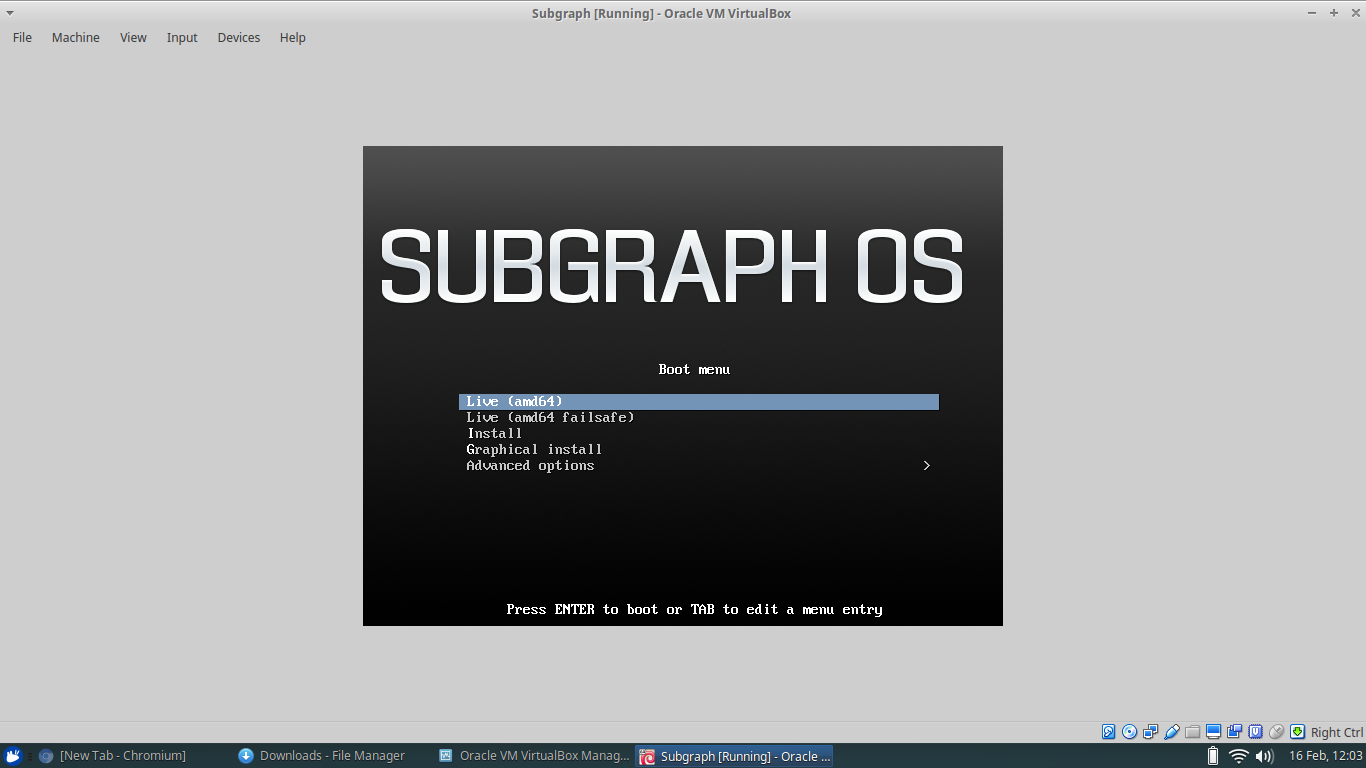 Subgraph [Running] - Oracle VM VirtualBox
File Machine View Input Devices Help
SUBGRAPH OS
Boot menu
Live (amd64)
Live (amd64 failsafe)
Install
Graphical install
Advanced options >
Press ENTER to boot or TAB to edit a menu entry
Right Ctrl
[New Tab - Chromium] Downloads - File Manager Oracle VM VirtualBox Manag... Subgraph [Running] - Oracle ... 16 Feb, 12:03